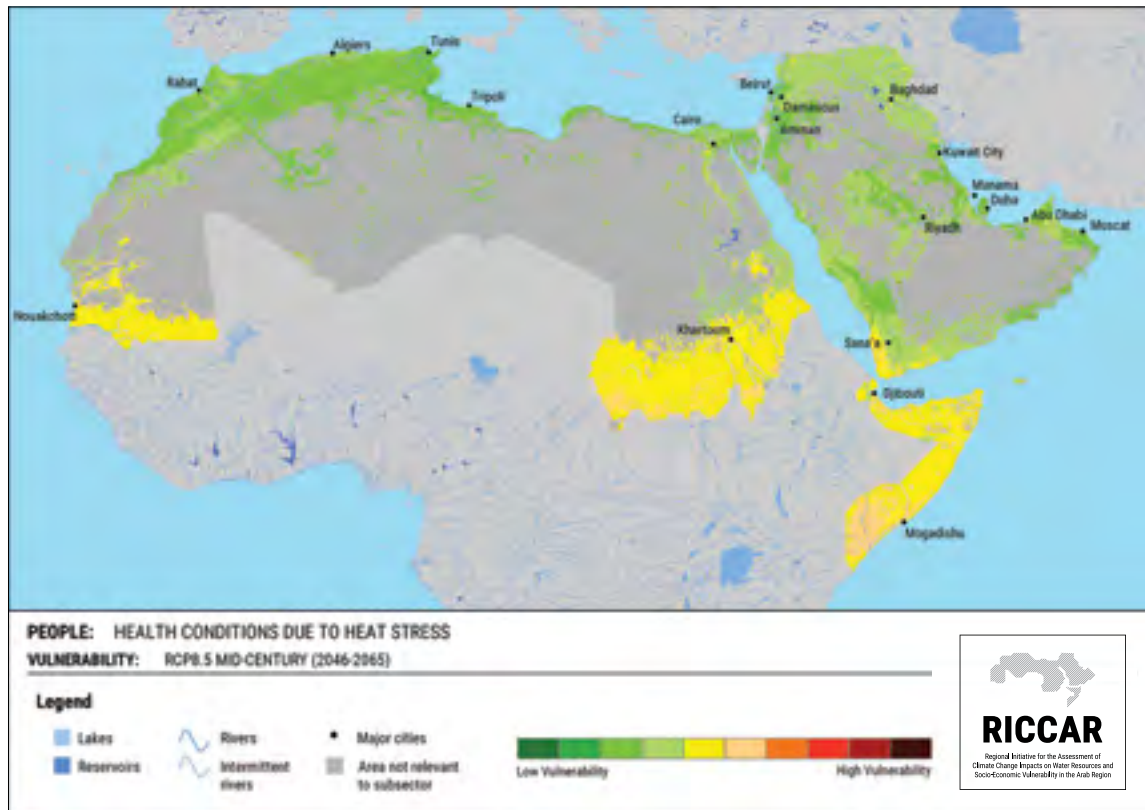 Algiers
Tunis
Rabat
Tripoli
Beirut
Baghdad
Damascus
Cairo
Amman
Kuwait City
Manama
Doha
Abu Dhabi
Riyadh
Moscat
Nouakchott
Khartoum
Sana'a
Djibouti
Mogadishu
PEOPLE: HEALTH CONDITIONS DUE TO HEAT STRESS
VULNERABILITY: RCP8.5 MID-CENTURY (2046-2065)
Legend
Lakes
Rivers
Major cities
Reservoirs
Intermittent
rivers
Area not relevant
to subsector
Low Vulnerability
High Vulnerability
RICCAR
Regional Initiative for the Assessment of
Climate Change Impacts on Water Resources and
Socio-Economic Vulnerability in the Arab Region